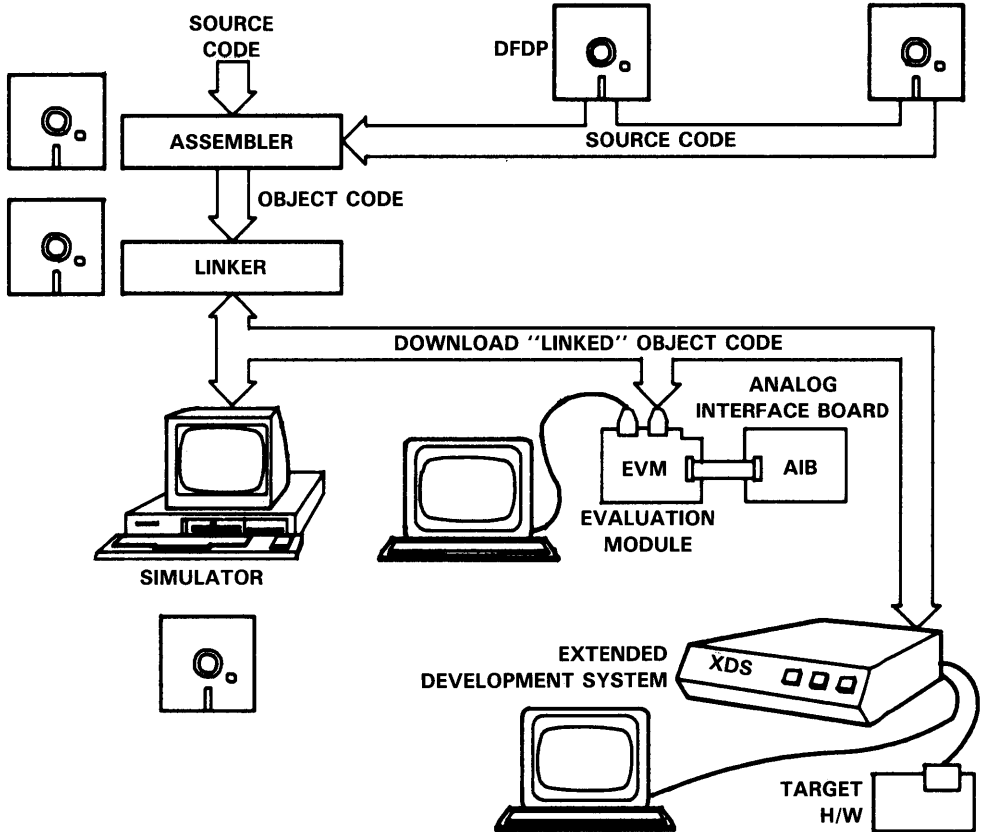 SOURCE
CODE
DFDP
ASSEMBLER
SOURCE CODE
OBJECT CODE
LINKER
DOWNLOAD "LINKED" OBJECT CODE
ANALOG
INTERFACE BOARD
EVM
AIB
EVALUATION
MODULE
SIMULATOR
EXTENDED
DEVELOPMENT SYSTEM
XDS
TARGET
H/W